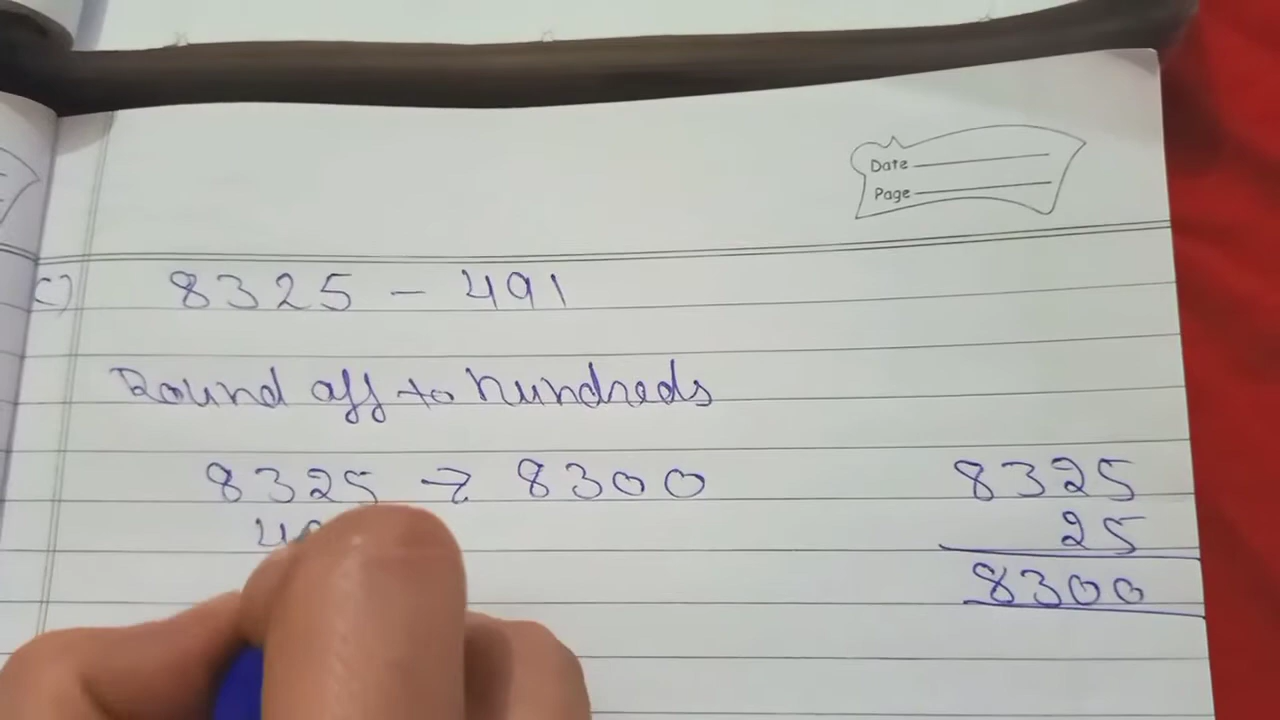 Date
Page
c) 8325 - 491
Round off to hundreds
8325 → 8300
8325
25
8300